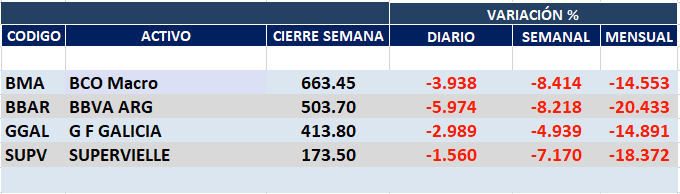 VARIACIÓN %
CODIGO ACTIVO CIERRE SEMANA DIARIO SEMANAL MENSUAL
BMA BCO Macro 663.45 -3.938 -8.414 -14.553
BBAR BBVA ARG 503.70 -5.974 -8.218 -20.433
GGAL G F GALICIA 413.80 -2.989 -4.939 -14.891
SUPV SUPERVIELLE 173.50 -1.560 -7.170 -18.372